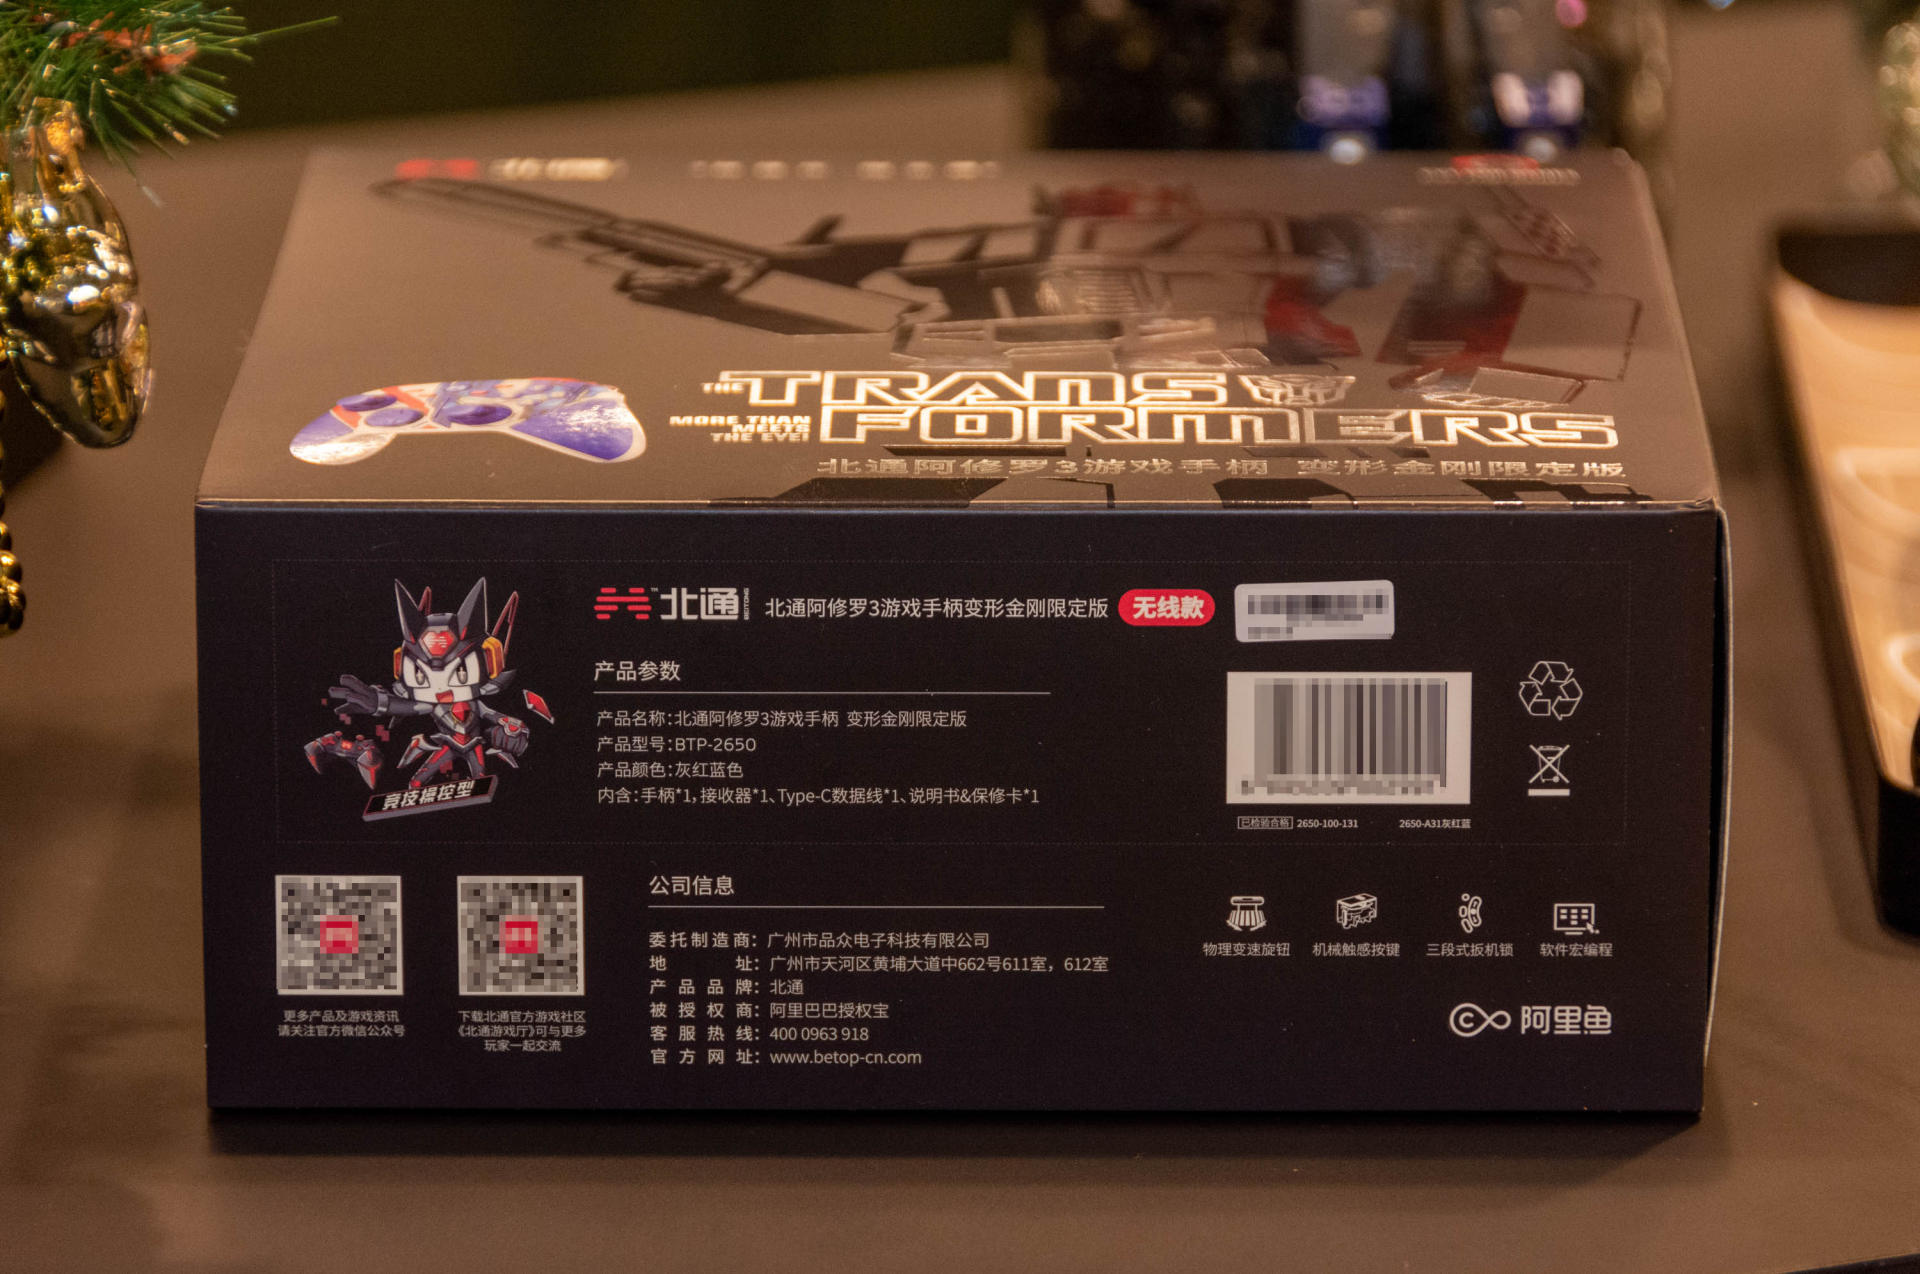 THE TRANSFORMERS
MORE THAN
MEETS
THE EYE!
北通阿修罗3游戏手柄 变形金刚限定版
北通
BEITONG
北通阿修罗3游戏手柄变形金刚限定版
无线款
产品参数
产品名称:北通阿修罗3游戏手柄 变形金刚限定版
产品型号:BTP-2650
产品颜色:灰红蓝色
内含:手柄*1,接收器*1、Type-C数据线*1、说明书&保修卡*1
竞技操控型
已检验合格 2650-100-131 2650-A31灰红蓝
更多产品及游戏资讯
请关注官方微信公众号
下载北通官方游戏社区
《北通游戏厅》可与更多
玩家一起交流
公司信息
委托制造商：广州市品众电子科技有限公司
地址：广州市天河区黄埔大道中662号611室，612室
产品品牌：北通
被授权商：阿里巴巴授权宝
客服热线：400 0963 918
官方网址：www.betop-cn.com
物理变速旋钮
机械触感按键
三段式扳机锁
软件宏编程
阿里鱼